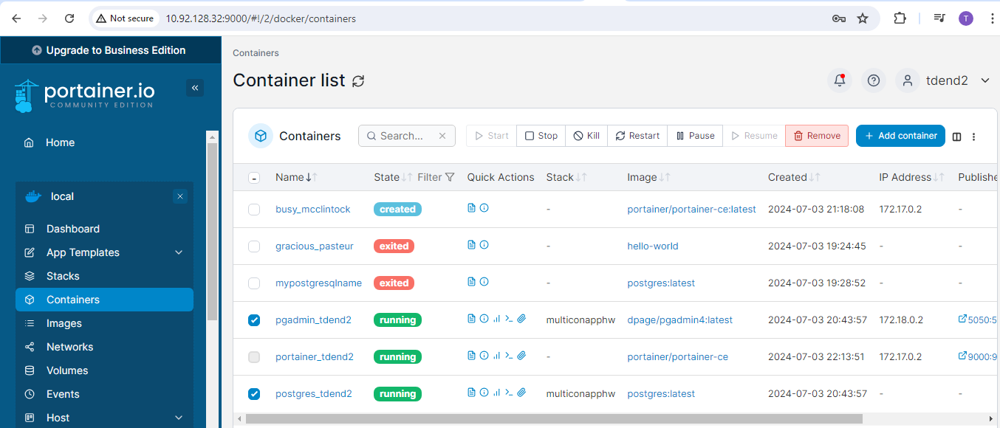 Not secure 10.92.128.32:9000/#!/2/docker/containers T
Upgrade to Business Edition
portainer.io
COMMUNITY EDITION
Home
local
Dashboard
App Templates
Stacks
Containers
Images
Networks
Volumes
Events
Host
Containers
Container list
tdend2
Containers Search... Start Stop Kill Restart Pause Resume Remove + Add container
Name State Filter Quick Actions Stack Image Created IP Address Publishe
busy_mcclintock created - portainer/portainer-ce:latest 2024-07-03 21:18:08 172.17.0.2 -
gracious_pasteur exited - hello-world 2024-07-03 19:24:45 - -
mypostgresqlname exited - postgres:latest 2024-07-03 19:28:52 - -
pgadmin_tdend2 running multiconapphw dpage/pgadmin4:latest 2024-07-03 20:43:57 172.18.0.2 5050:5
portainer_tdend2 running - portainer/portainer-ce 2024-07-03 22:13:51 172.17.0.2 9000:9
postgres_tdend2 running multiconapphw postgres:latest 2024-07-03 20:43:57 - -